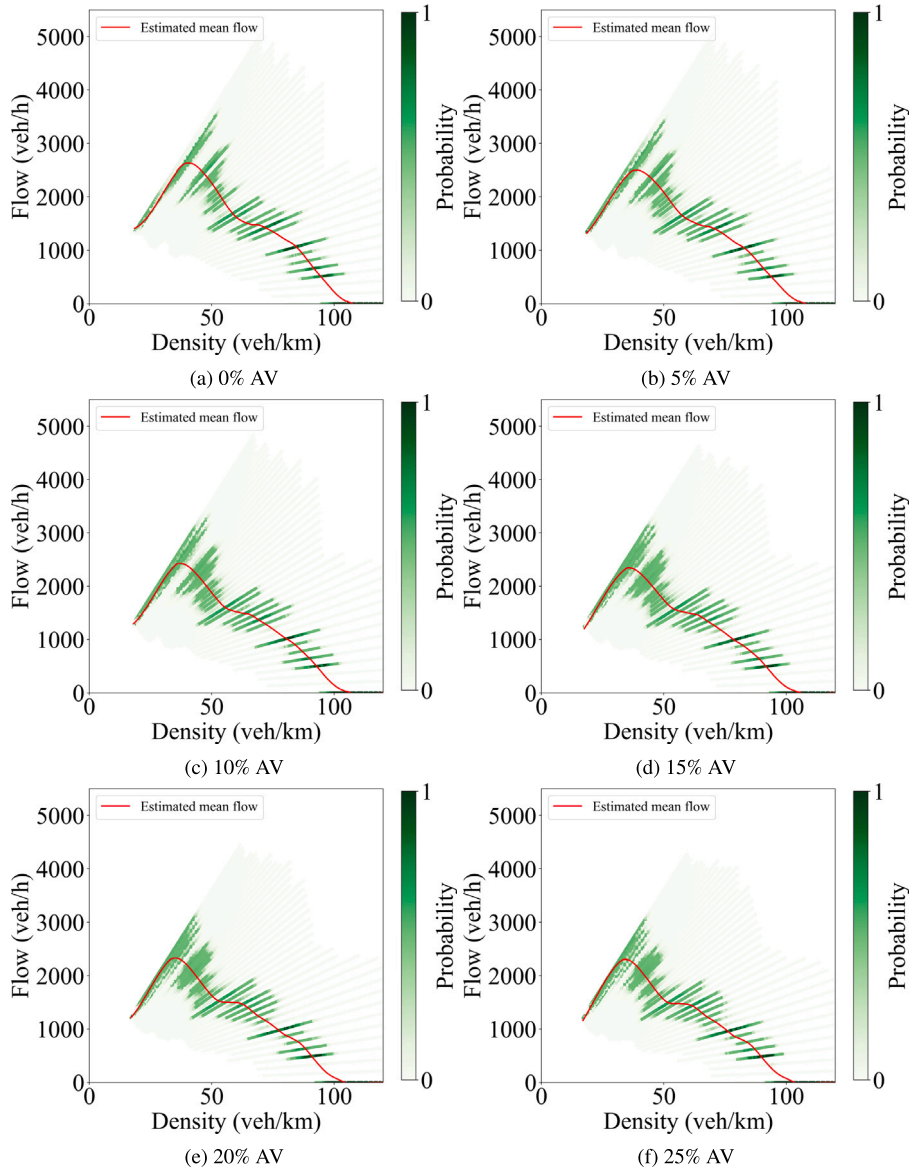 Estimated mean flow
5000
4000
3000
2000
1000
0
0
50
100
Flow (veh/h)
Density (veh/km)
1
0
Probability
(a) 0% AV
Estimated mean flow
5000
4000
3000
2000
1000
0
0
50
100
Flow (veh/h)
Density (veh/km)
1
0
Probability
(b) 5% AV
Estimated mean flow
5000
4000
3000
2000
1000
0
0
50
100
Flow (veh/h)
Density (veh/km)
1
0
Probability
(c) 10% AV
Estimated mean flow
5000
4000
3000
2000
1000
0
0
50
100
Flow (veh/h)
Density (veh/km)
1
0
Probability
(d) 15% AV
Estimated mean flow
5000
4000
3000
2000
1000
0
0
50
100
Flow (veh/h)
Density (veh/km)
1
0
Probability
(e) 20% AV
Estimated mean flow
5000
4000
3000
2000
1000
0
0
50
100
Flow (veh/h)
Density (veh/km)
1
0
Probability
(f) 25% AV